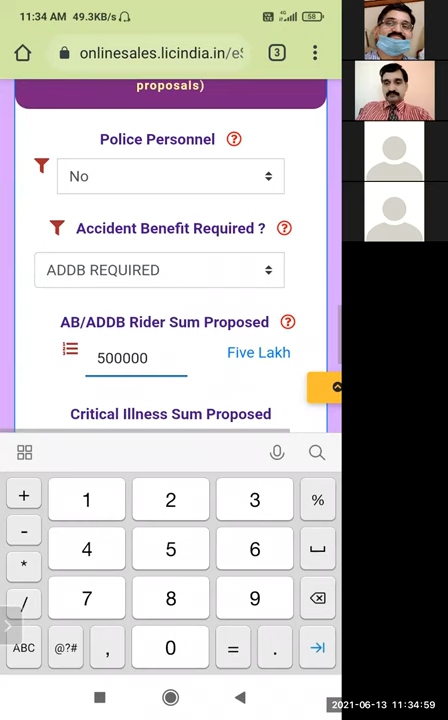 11:34 AM 49.3KB/s 4G 58
onlinesales.licindia.in/eS 3
proposals)
Police Personnel ?
No
Accident Benefit Required ? ?
ADDB REQUIRED
AB/ADDB Rider Sum Proposed ?
500000 Five Lakh
Critical Illness Sum Proposed
+ 1 2 3 %
- 4 5 6
* 7 8 9
/
ABC @?# , 0 = .
2021-06-13 11:34:59